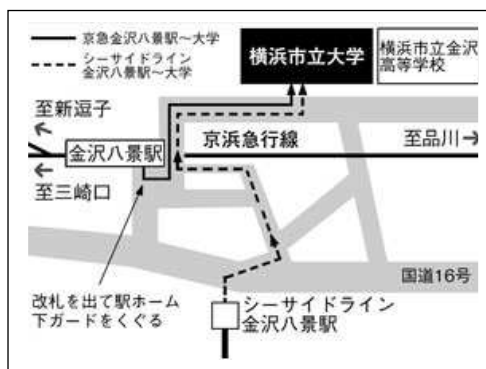 京急金沢八景駅～大学
シーサイドライン
金沢八景駅～大学
横浜市立大学
横浜市立金沢
高等学校
至新逗子
金沢八景駅
京浜急行線
至品川
至三崎口
国道16号
改札を出て駅ホーム
下ガードをくぐる
シーサイドライン
金沢八景駅